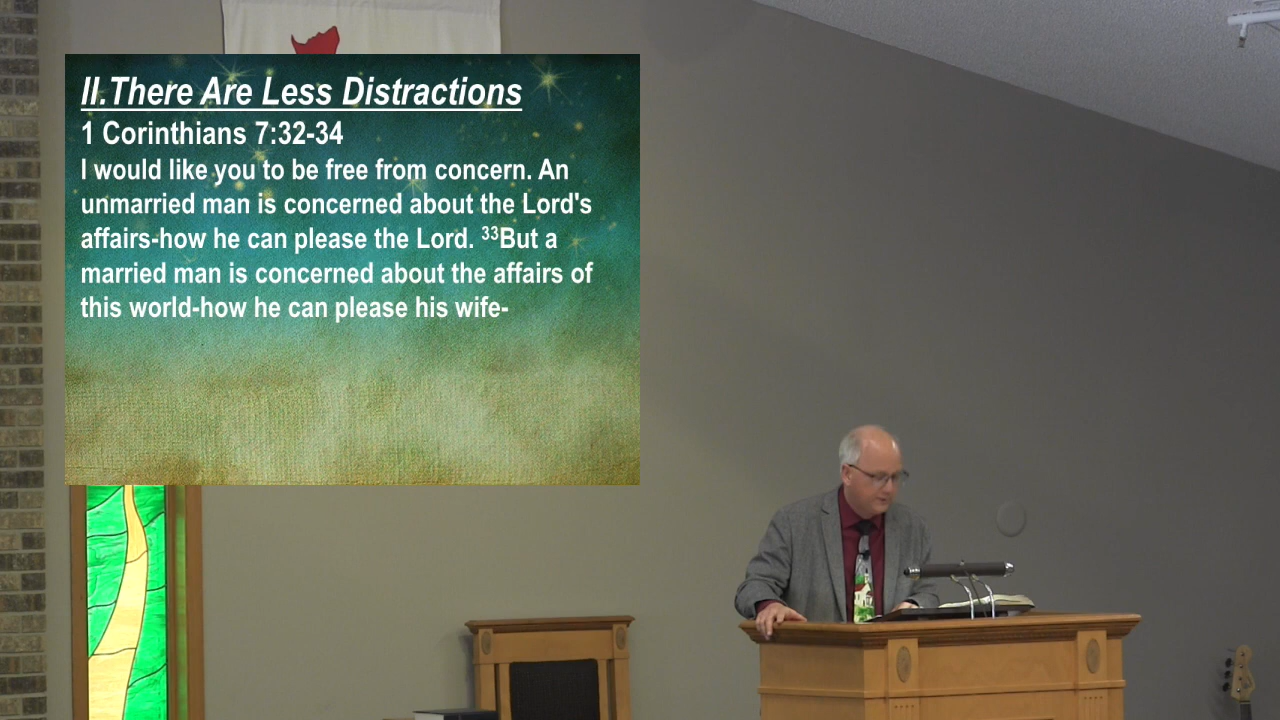 II.There Are Less Distractions
1 Corinthians 7:32-34
I would like you to be free from concern. An
unmarried man is concerned about the Lord's
affairs-how he can please the Lord. ³³But a
married man is concerned about the affairs of
this world-how he can please his wife-